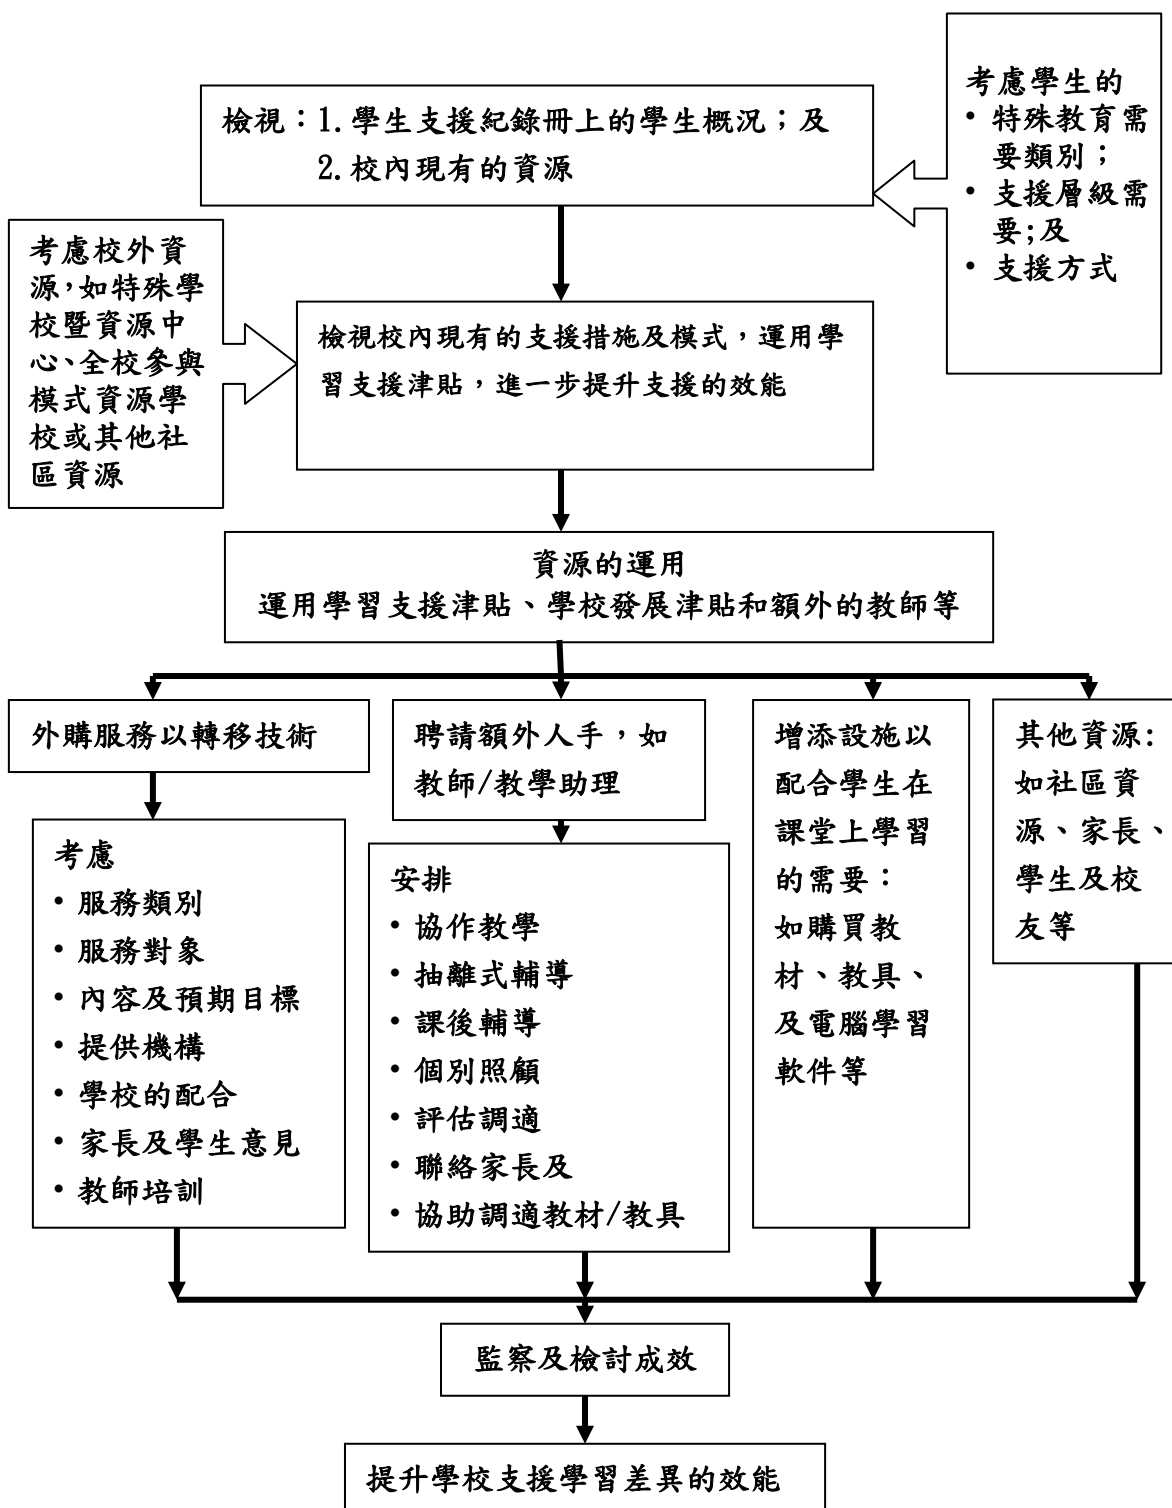 檢視：1.學生支援紀錄冊上的學生概況；及
2.校內現有的資源
考慮學生的
• 特殊教育需
要類別；
• 支援層級需
要;及
• 支援方式
考慮校外資
源，如特殊學
校暨資源中
心、全校參與
模式資源學
校或其他社
區資源
檢視校內現有的支援措施及模式，運用學
習支援津貼，進一步提升支援的效能
資源的運用
運用學習支援津貼、學校發展津貼和額外的教師等
外購服務以轉移技術
考慮
• 服務類別
• 服務對象
• 內容及預期目標
• 提供機構
• 學校的配合
• 家長及學生意見
• 教師培訓
聘請額外人手，如
教師/教學助理
安排
• 協作教學
• 抽離式輔導
• 課後輔導
• 個別照顧
• 評估調適
• 聯絡家長及
• 協助調適教材/教具
增添設施以
配合學生在
課堂上學習
的需要：
如購買教
材、教具、
及電腦學習
軟件等
其他資源:
如社區資
源、家長、
學生及校
友等
監察及檢討成效
提升學校支援學習差異的效能